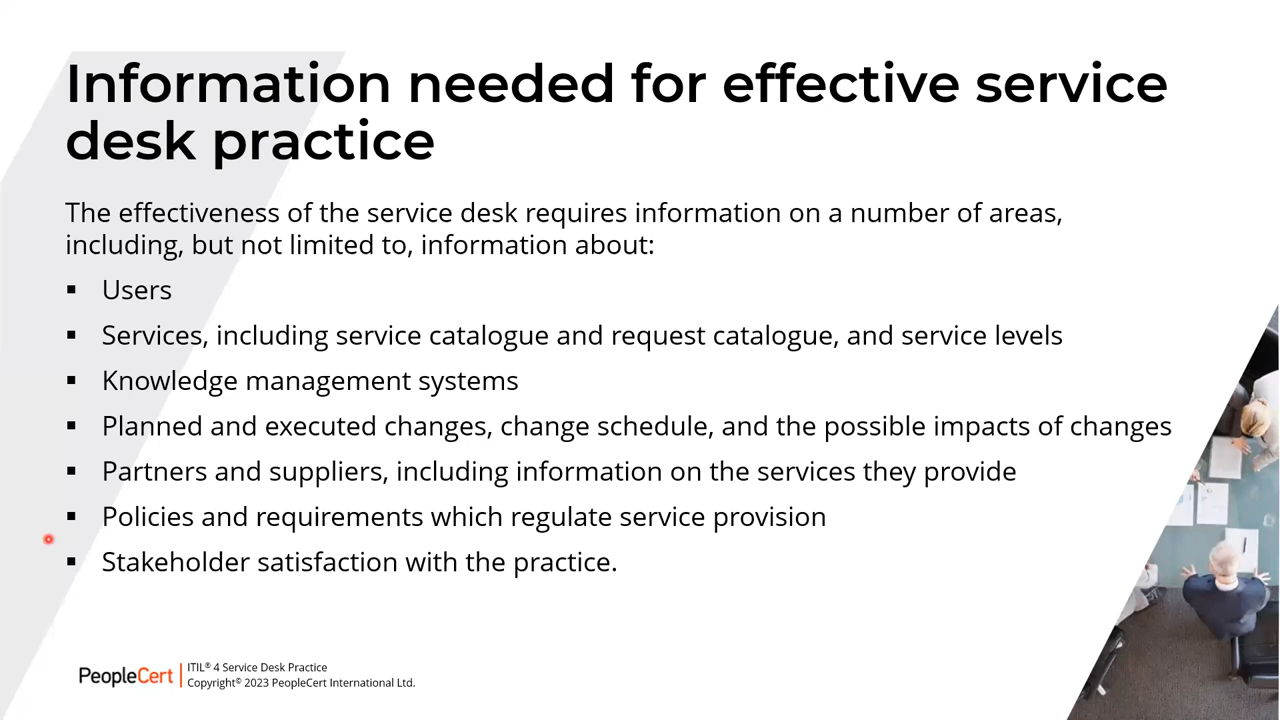 Information needed for effective service
desk practice
The effectiveness of the service desk requires information on a number of areas,
including, but not limited to, information about:
▪ Users
▪ Services, including service catalogue and request catalogue, and service levels
▪ Knowledge management systems
▪ Planned and executed changes, change schedule, and the possible impacts of changes
▪ Partners and suppliers, including information on the services they provide
▪ Policies and requirements which regulate service provision
▪ Stakeholder satisfaction with the practice.
PeopleCert
ITIL® 4 Service Desk Practice
Copyright© 2023 PeopleCert International Ltd.